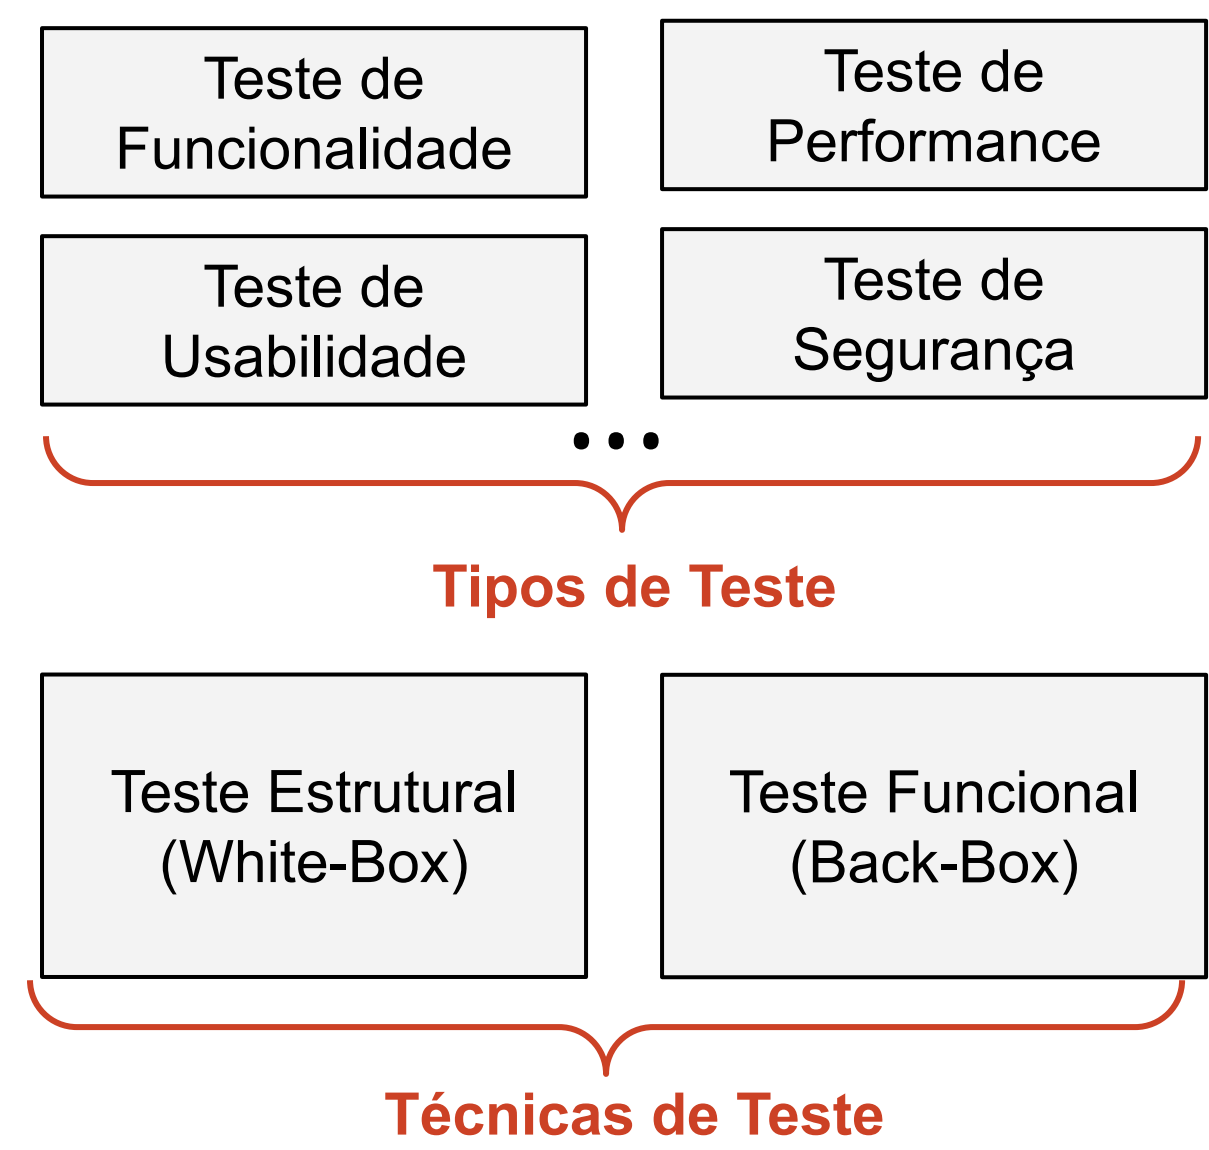 Teste de
Funcionalidade
Teste de
Performance
Teste de
Usabilidade
Teste de
Segurança
...
Tipos de Teste
Teste Estrutural
(White-Box)
Teste Funcional
(Back-Box)
Técnicas de Teste